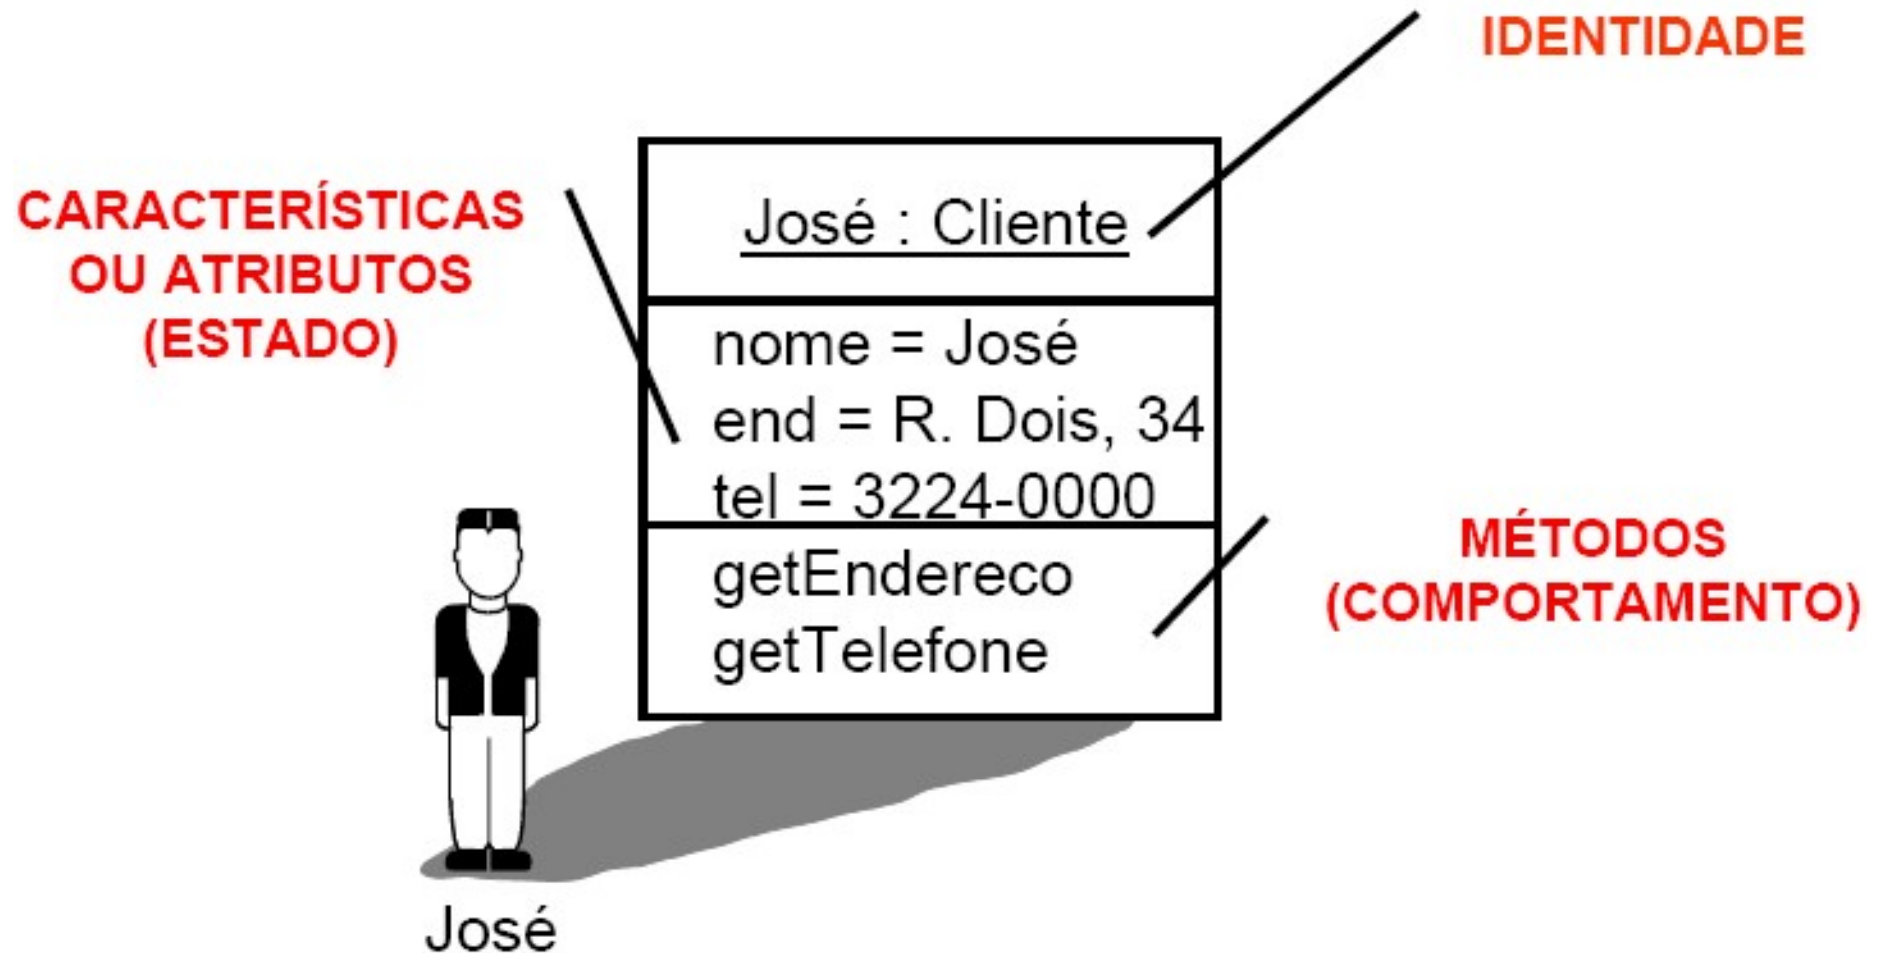 IDENTIDADE
CARACTERÍSTICAS
OU ATRIBUTOS
(ESTADO)
José : Cliente
nome = José
end = R. Dois, 34
tel = 3224-0000
getEndereco
getTelefone
MÉTODOS
(COMPORTAMENTO)
José